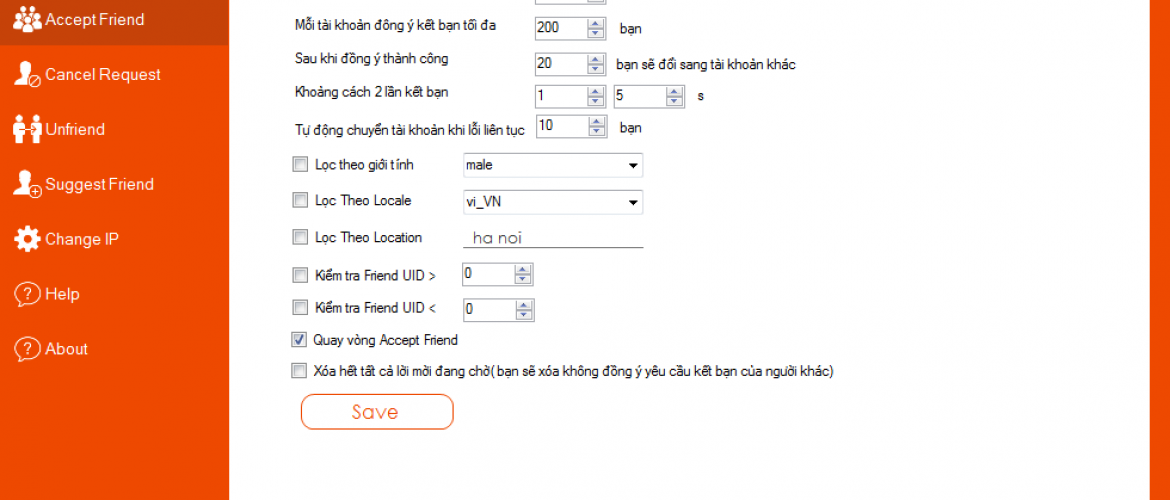 Accept Friend
Cancel Request
Unfriend
Suggest Friend
Change IP
Help
About
Mỗi tài khoản đông ý kết bạn tối đa 200 bạn
Sau khi đồng ý thành công 20 bạn sẽ đổi sang tài khoản khác
Khoảng cách 2 lần kết bạn 1 5 s
Tự động chuyển tài khoản khi lỗi liên tục 10 bạn
Lọc theo giới tính male
Lọc Theo Locale vi_VN
Lọc Theo Location ha noi
Kiểm tra Friend UID > 0
Kiểm tra Friend UID < 0
Quay vòng Accept Friend
Xóa hết tất cả lời mời đang chờ( bạn sẽ xóa không đồng ý yêu cầu kết bạn của người khác)
Save